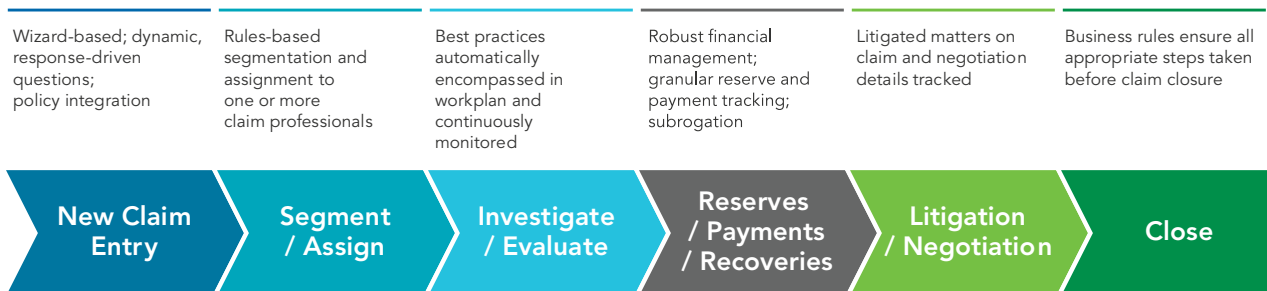 Wizard-based; dynamic,
response-driven
questions;
policy integration
Rules-based
segmentation and
assignment to
one or more
claim professionals
Best practices
automatically
encompassed in
workplan and
continuously
monitored
Robust financial
management;
granular reserve and
payment tracking;
subrogation
Litigated matters on
claim and negotiation
details tracked
Business rules ensure all
appropriate steps taken
before claim closure
New Claim
Entry
Segment
/ Assign
Investigate
/ Evaluate
Reserves
/ Payments
/ Recoveries
Litigation
/ Negotiation
Close